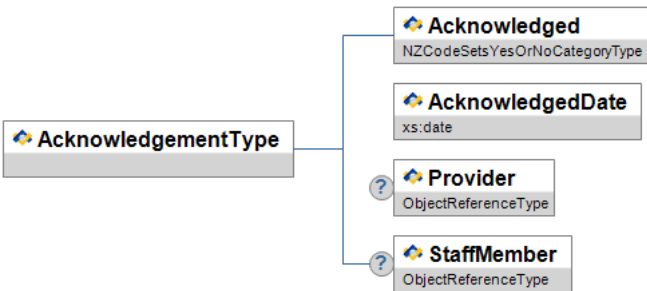 Acknowledged
NZCodeSetsYesOrNoCategoryType
AcknowledgedDate
xs:date
AcknowledgementType
?
Provider
ObjectReferenceType
?
StaffMember
ObjectReferenceType